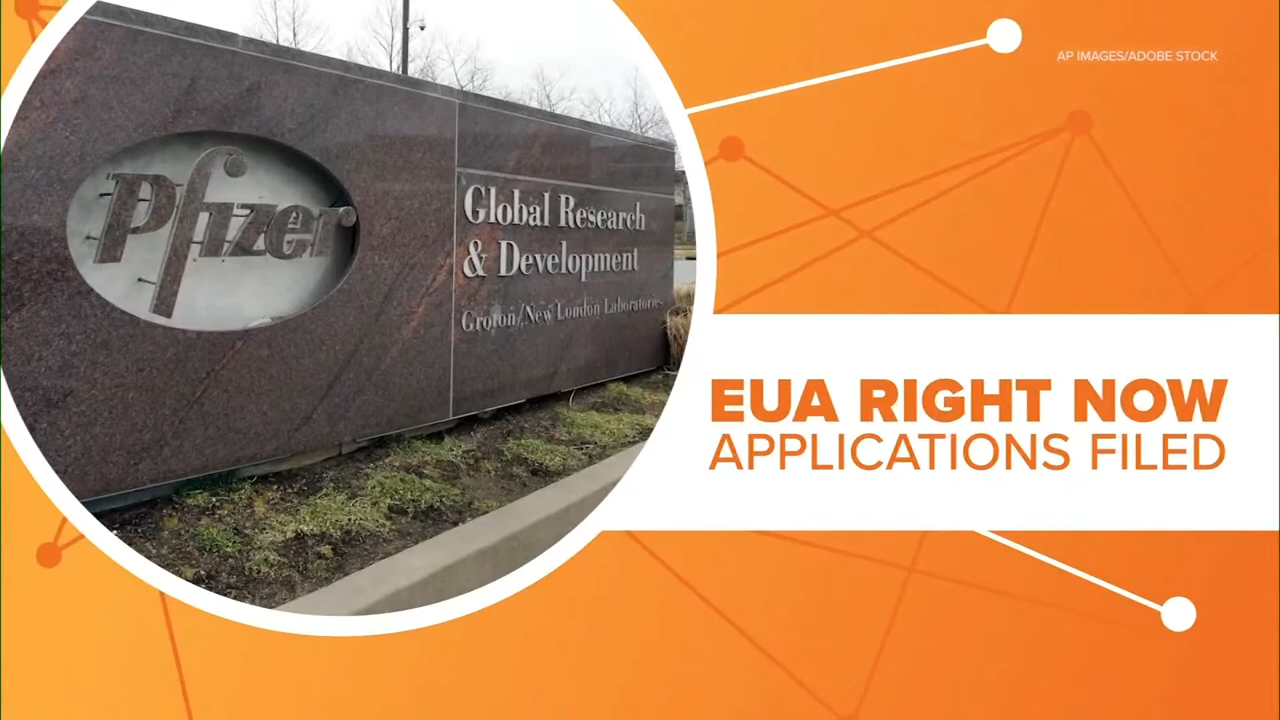 AP IMAGES/ADOBE STOCK
Pfizer
Global Research
& Development
Groton/New London Laboratories
EUA RIGHT NOW
APPLICATIONS FILED